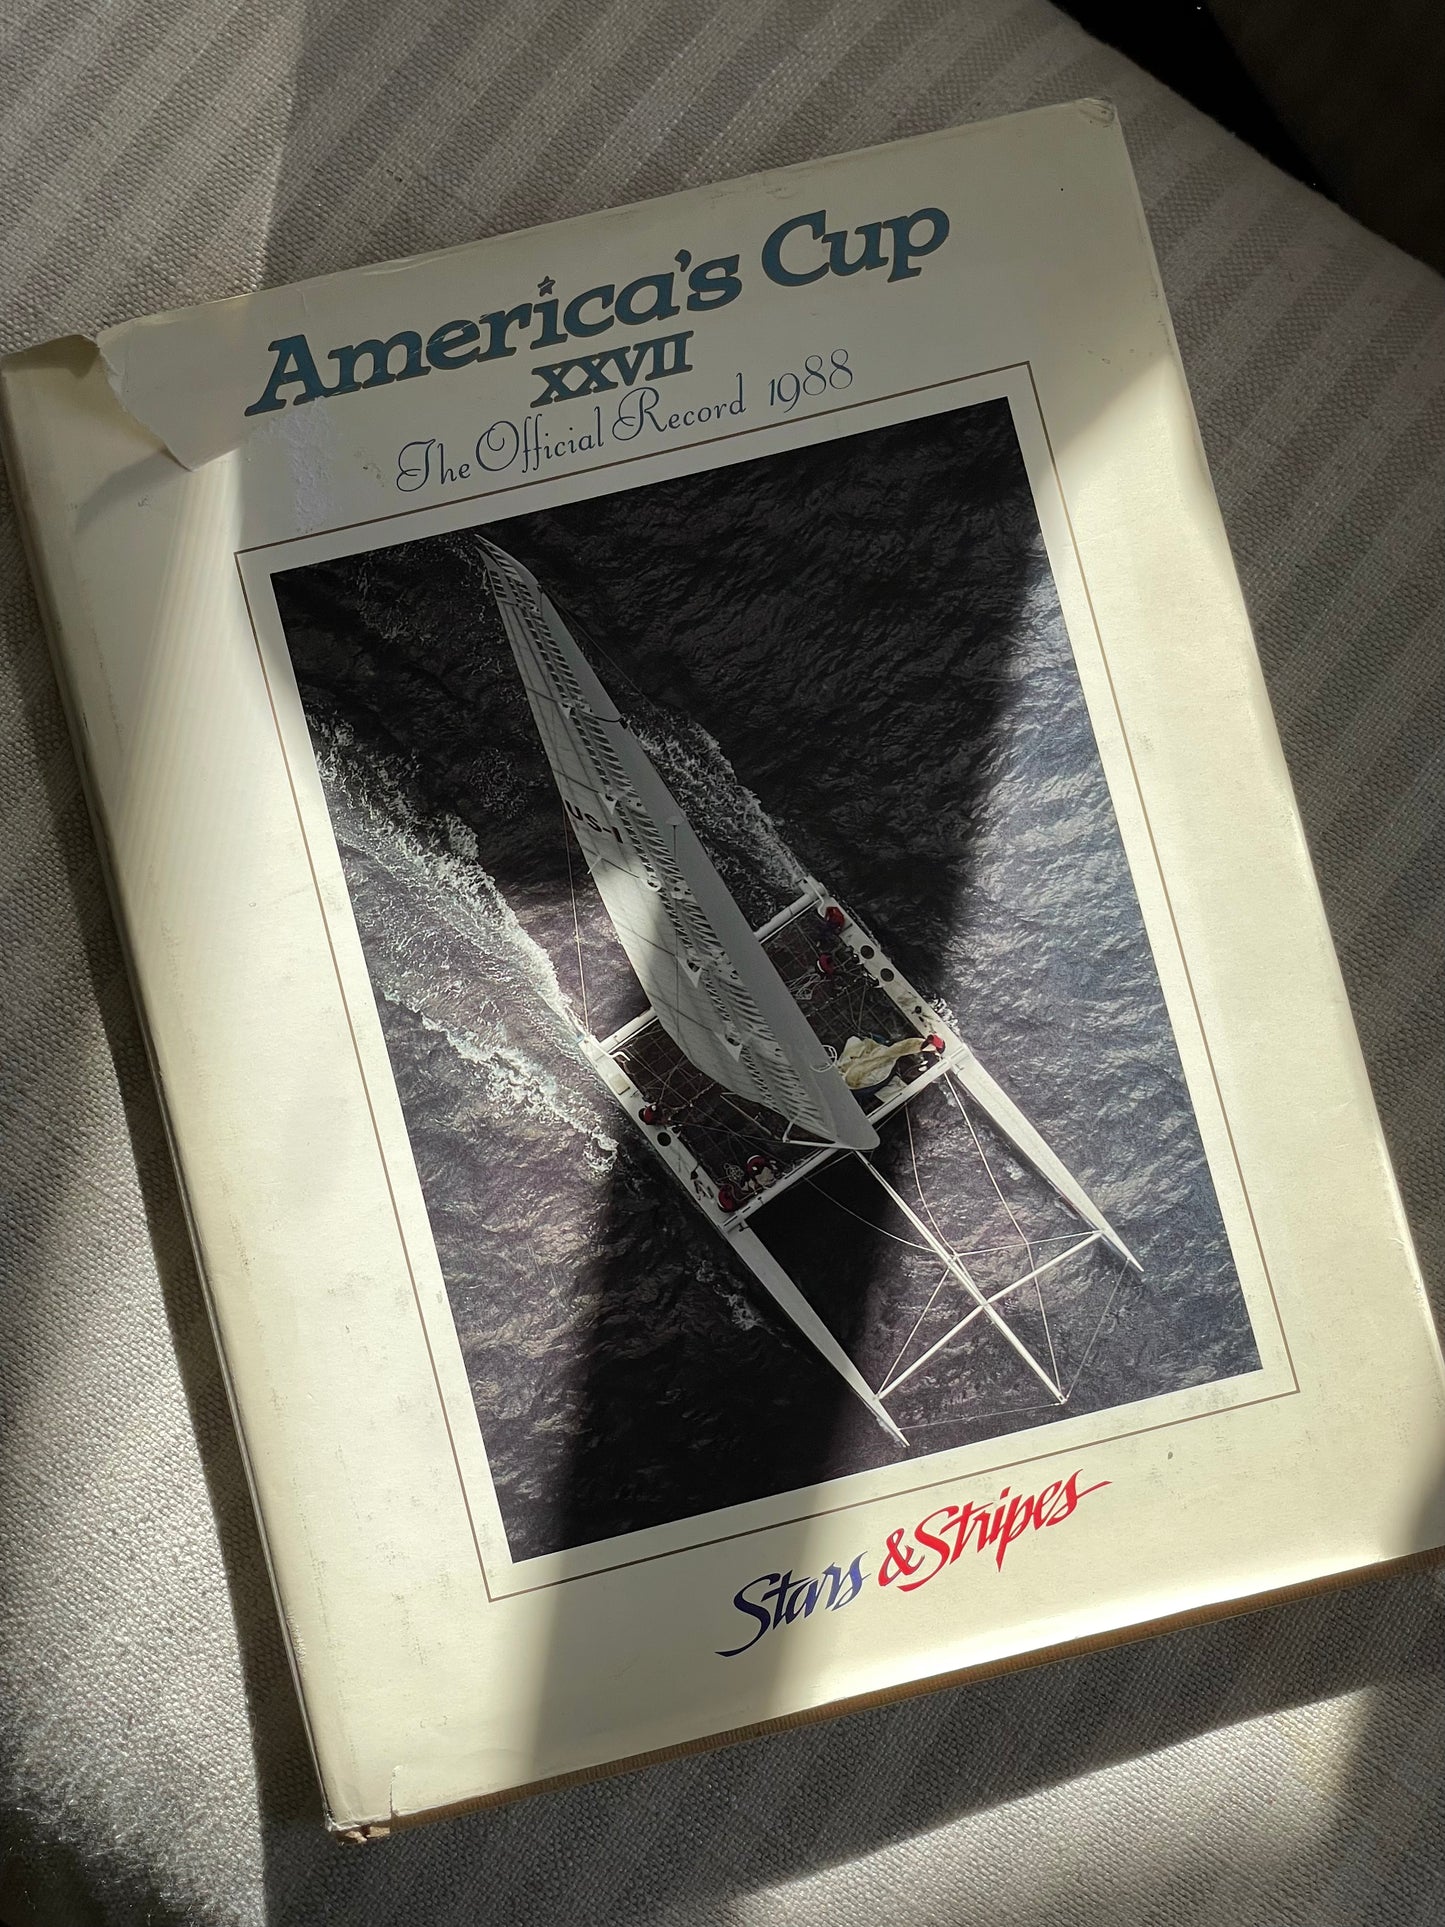 America's Cup
XXVII
The Official Record 1988
US-1
Stars & Stripes